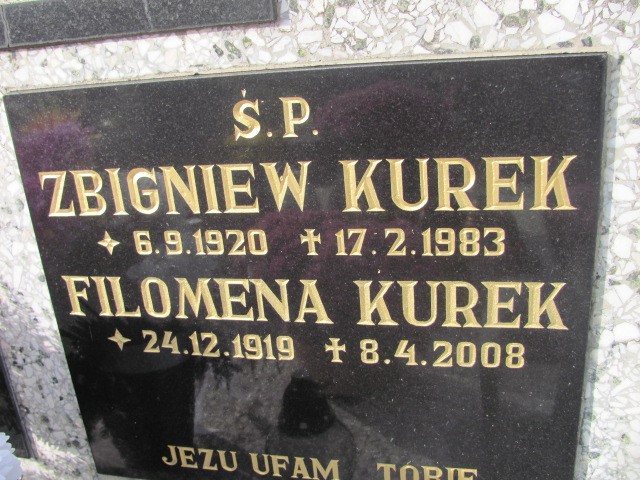 Ś.P.
ZBIGNIEW KUREK
✦ 6.9.1920 ✝ 17.2.1983
FILOMENA KUREK
✦ 24.12.1919 ✝ 8.4.2008
JEZU UFAM TOBIE